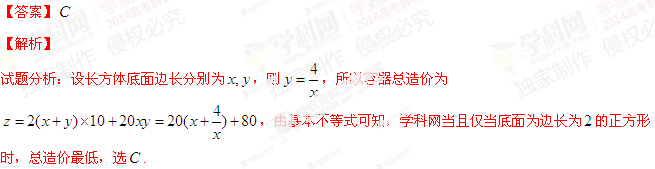 【答案】C
【解析】
试题分析：设长方体底面边长分别为 x, y，则 y = 4/x，所以容器总造价为
z = 2(x+y)×10+20xy = 20(x+4/x)+80，由基本不等式可知，学科网当且仅当底面为边长为 2 的正方形
时，总造价最低，选 C．